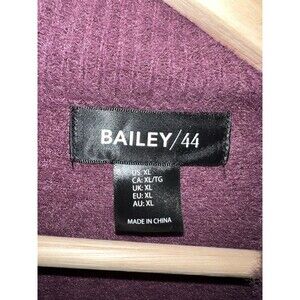 BAILEY/44
US: XL
CA: XL/TG
UK: XL
EU: XL
AU: XL
MADE IN CHINA